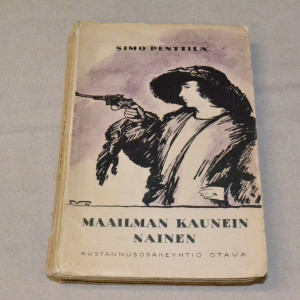 SIMO PENTTILÄ
MAAILMAN KAUNEIN
NAINEN
KUSTANNUSOSAKEYHTIÖ OTAVA